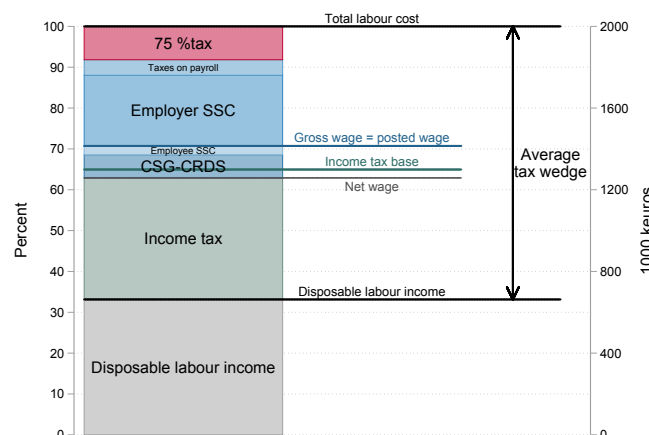 Total labour cost
100
90
80
70
60
50
40
30
20
10
0
Percent
75 %tax
Taxes on payroll
Employer SSC
Employee SSC
CSG-CRDS
Income tax
Disposable labour income
Gross wage = posted wage
Income tax base
Net wage
Disposable labour income
Average
tax wedge
2000
1600
1200
800
400
0
1000 keuros